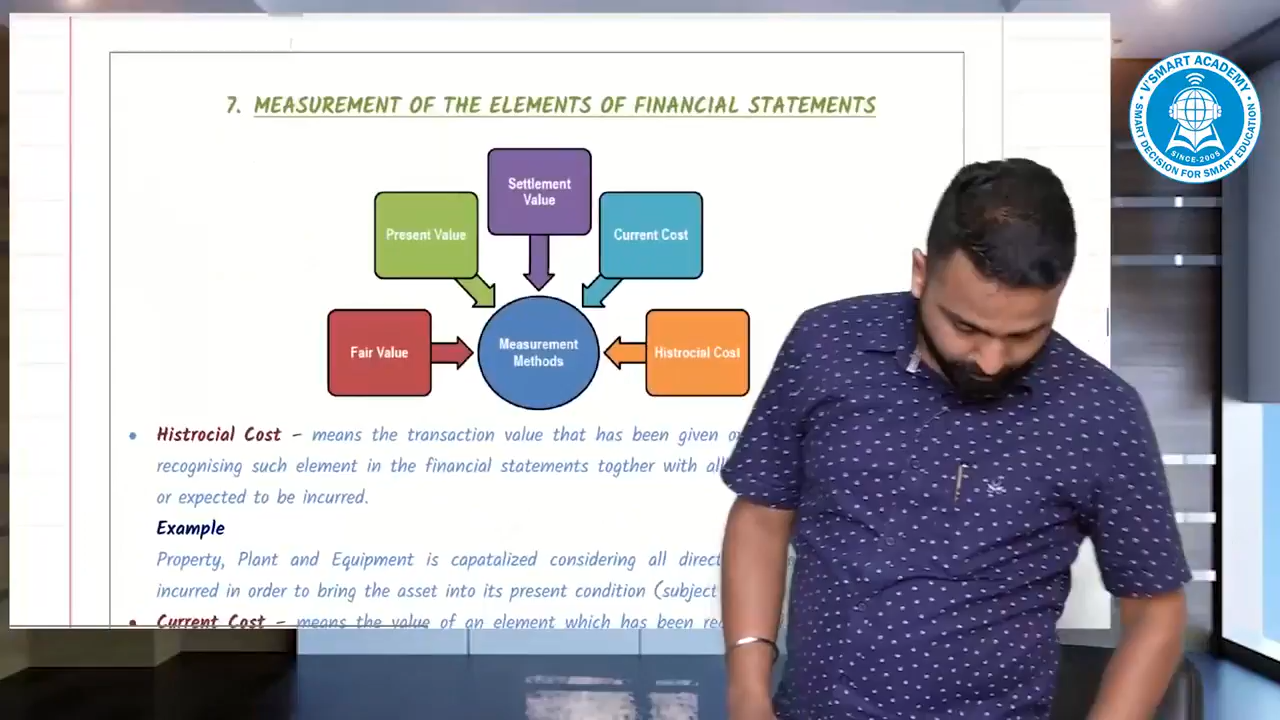 7. MEASUREMENT OF THE ELEMENTS OF FINANCIAL STATEMENTS
Settlement
Value
Present Value
Current Cost
Fair Value
Measurement
Methods
Histrocial Cost
• Histrocial Cost – means the transaction value that has been given
recognising such element in the financial statements togther with all
or expected to be incurred.
Example
Property, Plant and Equipment is capatalized considering all direct
incurred in order to bring the asset into its present condition (subject
• Current Cost – means the value of an element which has been
V'SMART ACADEMY
SINCE-2006
SMART DECISION FOR SMART EDUCATION